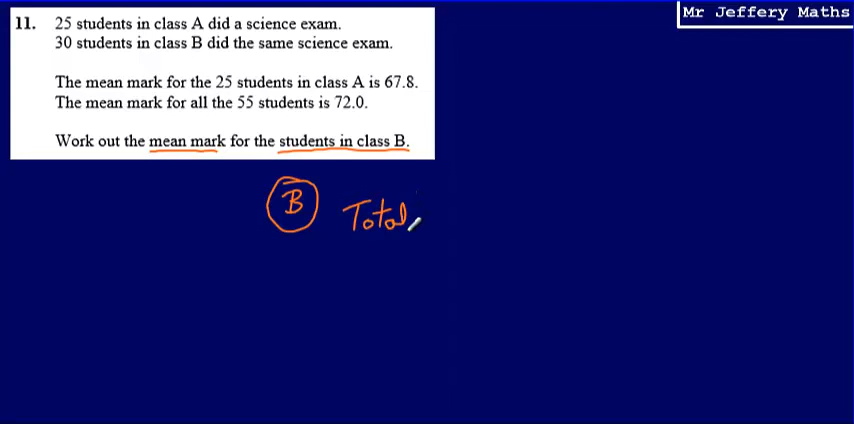 Mr Jeffery Maths
11. 25 students in class A did a science exam.
30 students in class B did the same science exam.
The mean mark for the 25 students in class A is 67.8.
The mean mark for all the 55 students is 72.0.
Work out the mean mark for the students in class B.
B Total